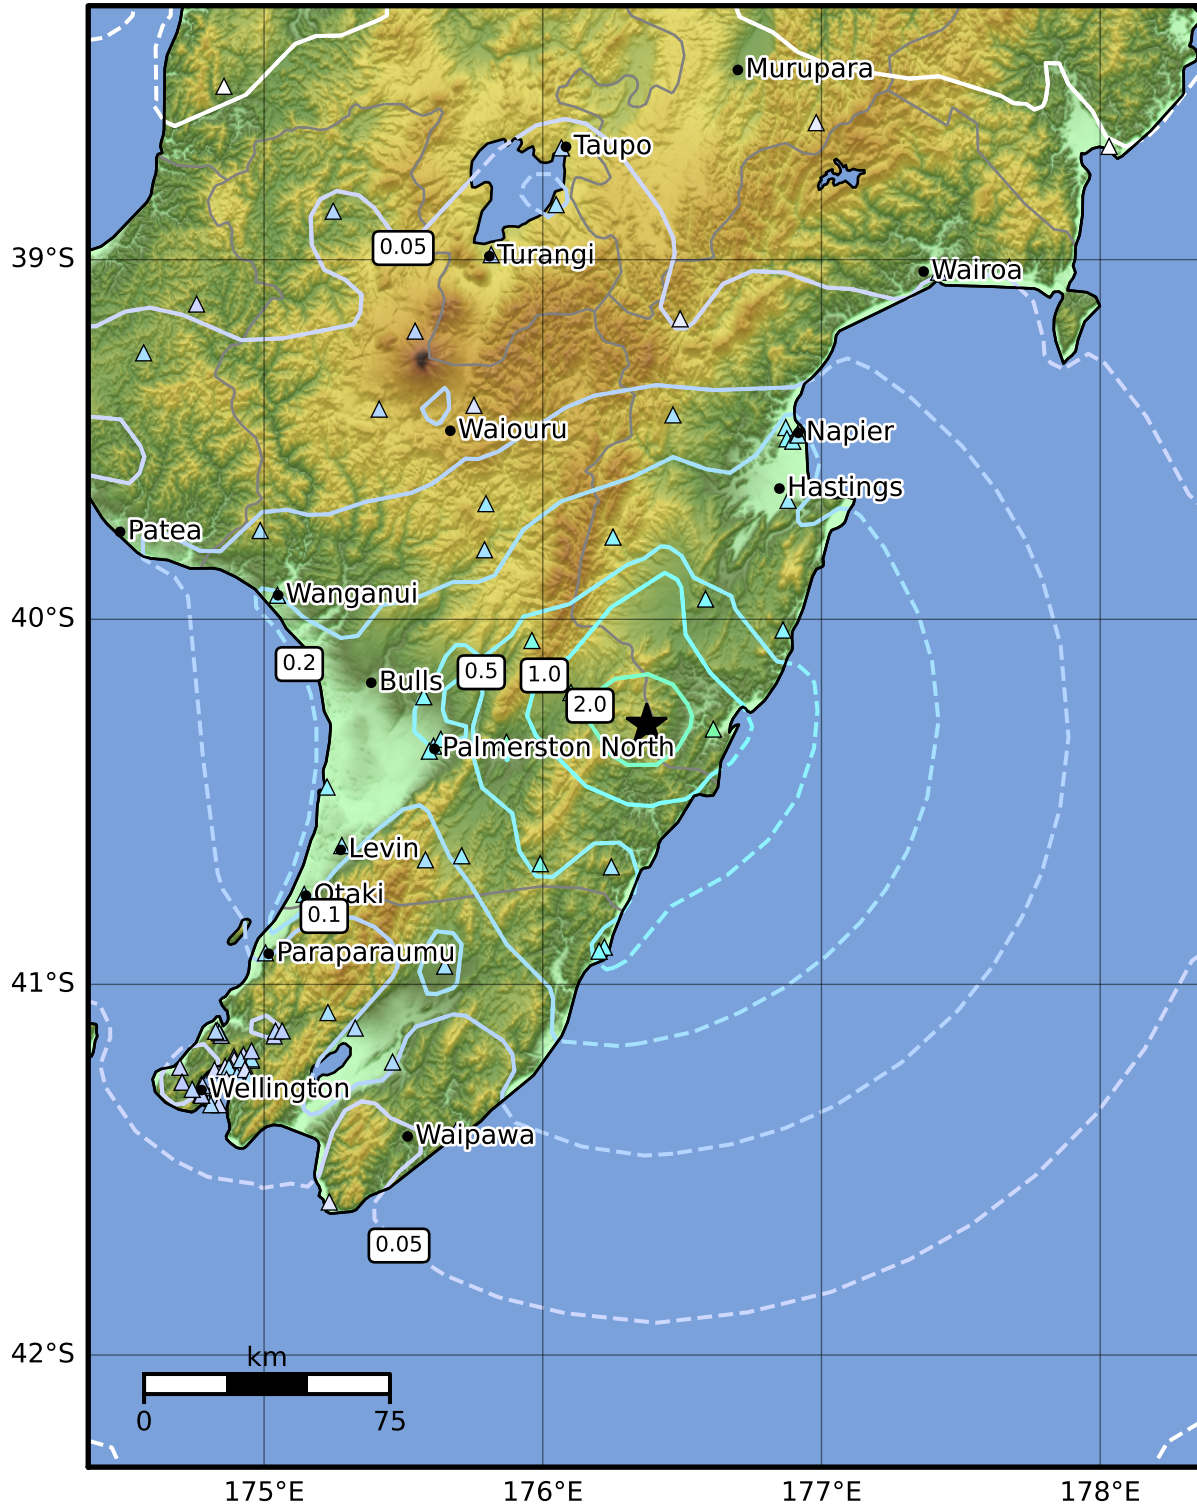 Murupara
Taupo
0.05
Turangi
39°S
Wairoa
Waiouru
Napier
Hastings
Patea
Wanganui
40°S
0.2
0.5
1.0
Bulls
2.0
Palmerston North
Levin
Otaki
0.1
Paraparaumu
41°S
Wellington
Waipawa
0.05
42°S
km
0
75
175°E
176°E
177°E
178°E